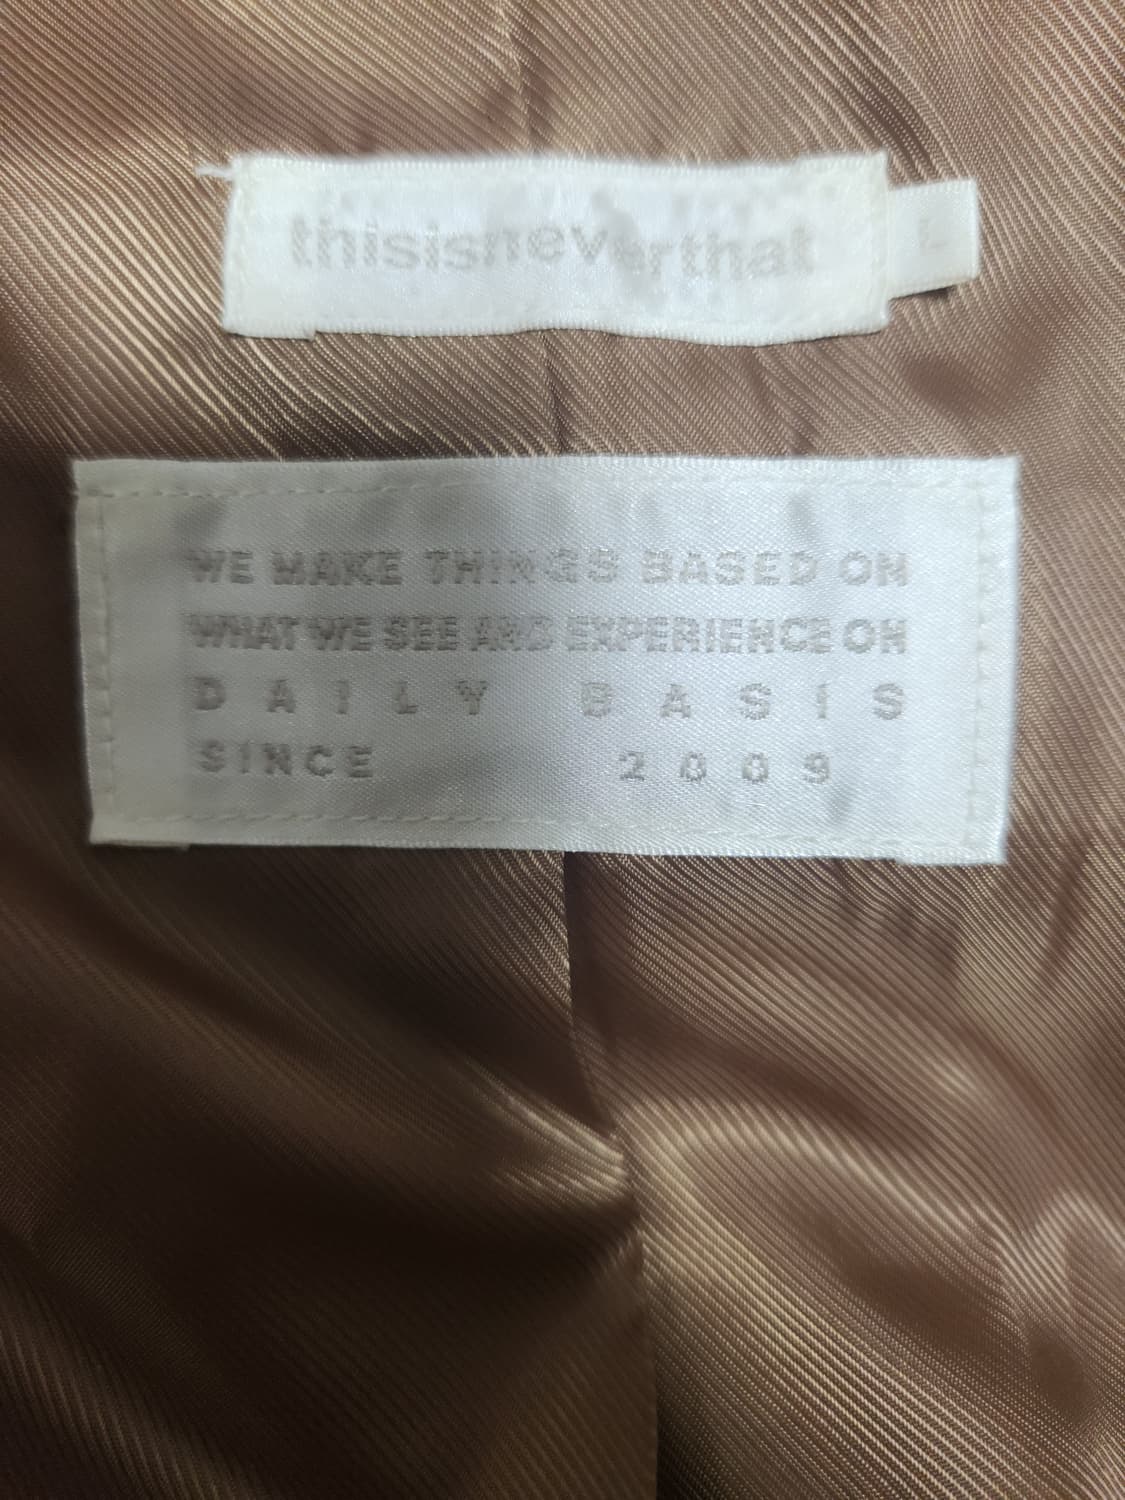 thisisneverthat
L
WE MAKE THINGS BASED ON
WHAT WE SEE AND EXPERIENCE ON
DAILY BASIS
SINCE 2009